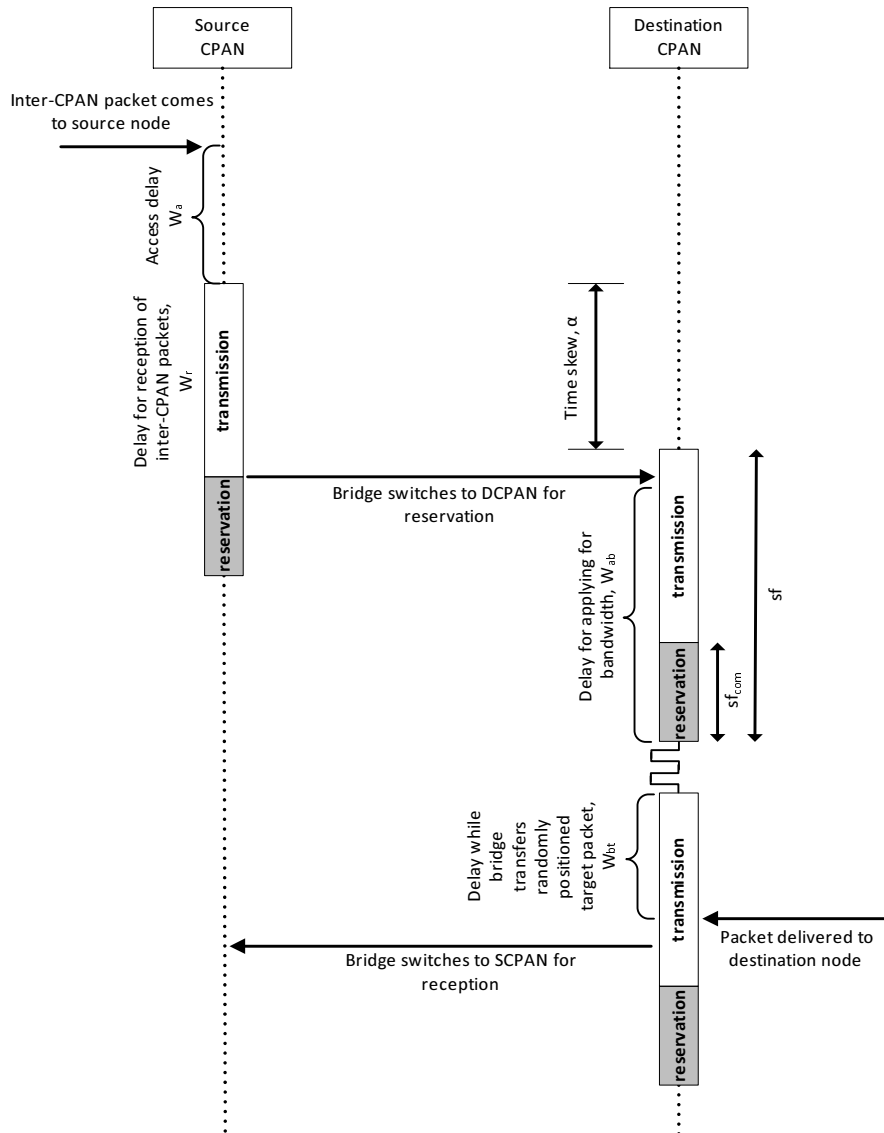 Source
CPAN
Destination
CPAN
Inter-CPAN packet comes
to source node
Access delay
Wa
Delay for reception of
inter-CPAN packets,
Wr
transmission
reservation
Time skew, α
Bridge switches to DCPAN for
reservation
Delay for applying for
bandwidth, Wab
transmission
reservation
sfcom
sf
Delay while
bridge
transfers
randomly
positioned
target packet,
Wbt
transmission
reservation
Packet delivered to
destination node
Bridge switches to SCPAN for
reception